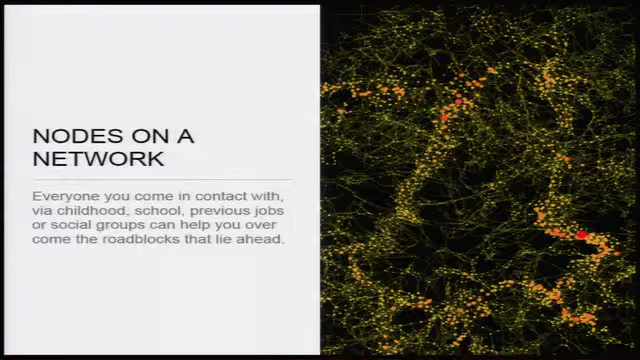 NODES ON A
NETWORK
Everyone you come in contact with,
via childhood, school, previous jobs
or social groups can help you over
come the roadblocks that lie ahead.